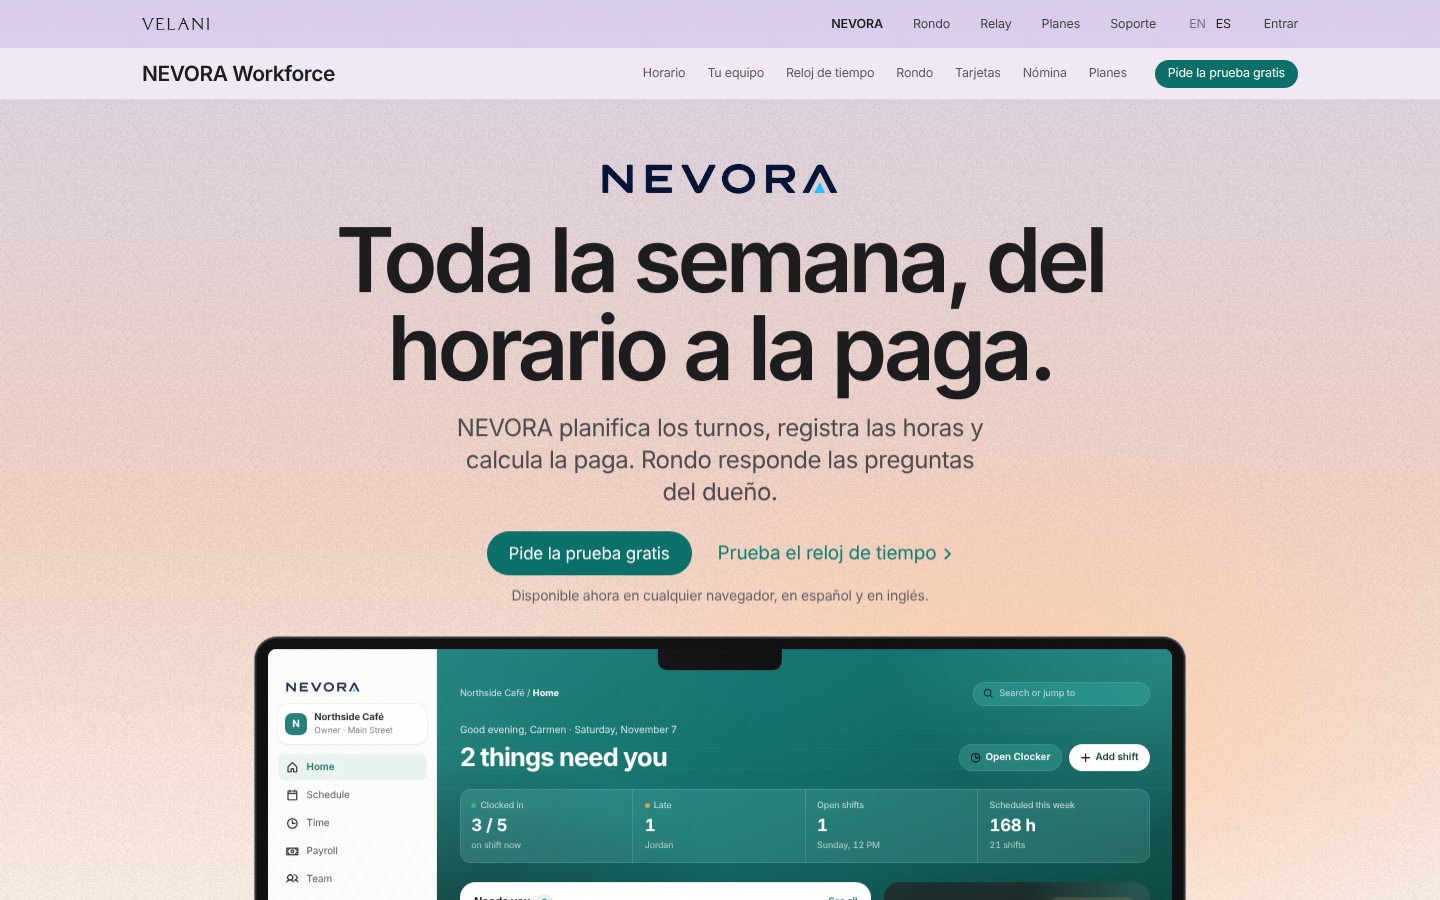 VELANI
NEVORA Rondo Relay Planes Soporte EN ES Entrar
NEVORA Workforce
Horario Tu equipo Reloj de tiempo Rondo Tarjetas Nómina Planes Pide la prueba gratis
NEVORA
Toda la semana, del
horario a la paga.
NEVORA planifica los turnos, registra las horas y
calcula la paga. Rondo responde las preguntas
del dueño.
Pide la prueba gratis
Prueba el reloj de tiempo
Disponible ahora en cualquier navegador, en español y en inglés.
NEVORA
N
Northside Café
Owner · Main Street
Home
Schedule
Time
Payroll
Team
Northside Café / Home
Search or jump to
Good evening, Carmen · Saturday, November 7
2 things need you
Open Clocker
Add shift
Clocked in
3 / 5
on shift now
Late
1
Jordan
Open shifts
1
Sunday, 12 PM
Scheduled this week
168 h
21 shifts